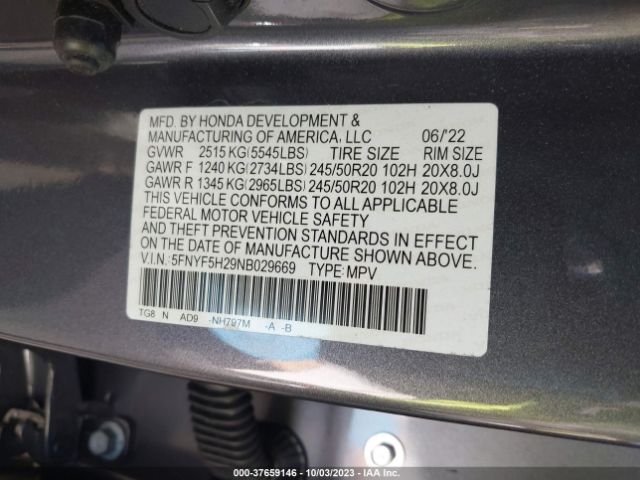 MFD. BY HONDA DEVELOPMENT &
MANUFACTURING OF AMERICA, LLC 06/'22
GVWR 2515 KG(5545LBS) TIRE SIZE RIM SIZE
GAWR F 1240 KG(2734LBS) 245/50R20 102H 20X8.0J
GAWR R 1345 KG(2965LBS) 245/50R20 102H 20X8.0J
THIS VEHICLE CONFORMS TO ALL APPLICABLE
FEDERAL MOTOR VEHICLE SAFETY
AND THEFT PREVENTION STANDARDS IN EFFECT
ON THE DATE OF MANUFACTURE SHOWN ABOVE.
V.I.N.: 5FNYF5H29NB029669 TYPE: MPV
TG8 N AD9 -NH797M -A -B
000-37659146 - 10/03/2023 - IAA Inc.